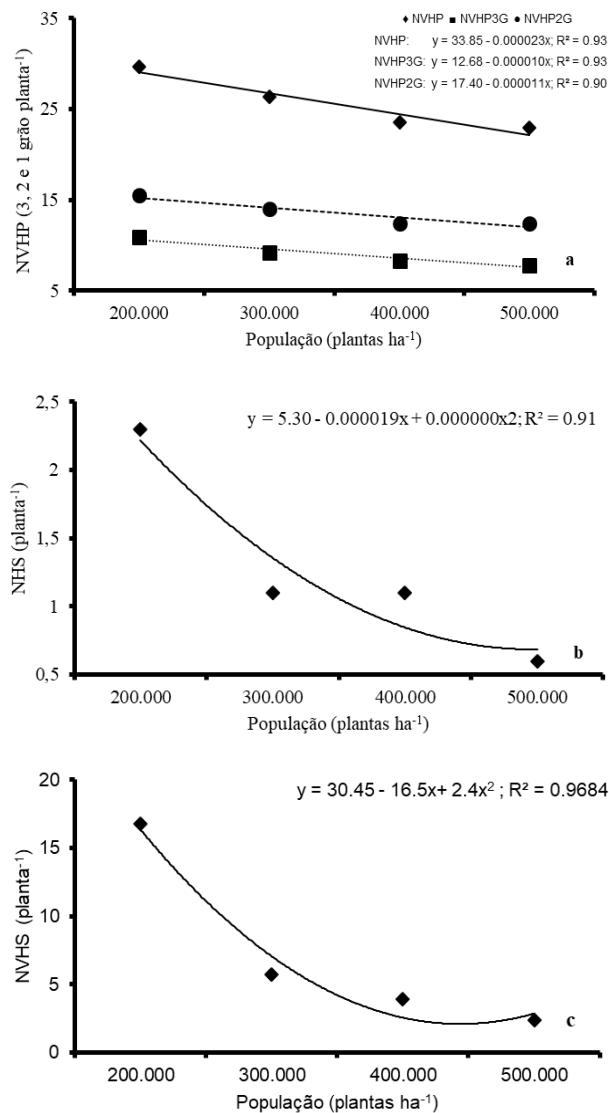 ◆ NVHP ■ NVHP3G ● NVHP2G
NVHP: y = 33.85 - 0.000023x; R² = 0.93
NVHP3G: y = 12.68 - 0.000010x; R² = 0.93
NVHP2G: y = 17.40 - 0.000011x; R² = 0.90
NVHP (3, 2 e 1 grão planta⁻¹)
35
25
15
5
a
200.000 300.000 400.000 500.000
População (plantas ha⁻¹)
y = 5.30 - 0.000019x + 0.000000x2; R² = 0.91
NHS (planta⁻¹)
2,5
2
1,5
1
0,5
b
200.000 300.000 400.000 500.000
População (plantas ha⁻¹)
y = 30.45 - 16.5x+ 2.4x² ; R² = 0.9684
NVHS (planta⁻¹)
20
15
10
5
0
c
200.000 300.000 400.000 500.000
População (plantas ha⁻¹)